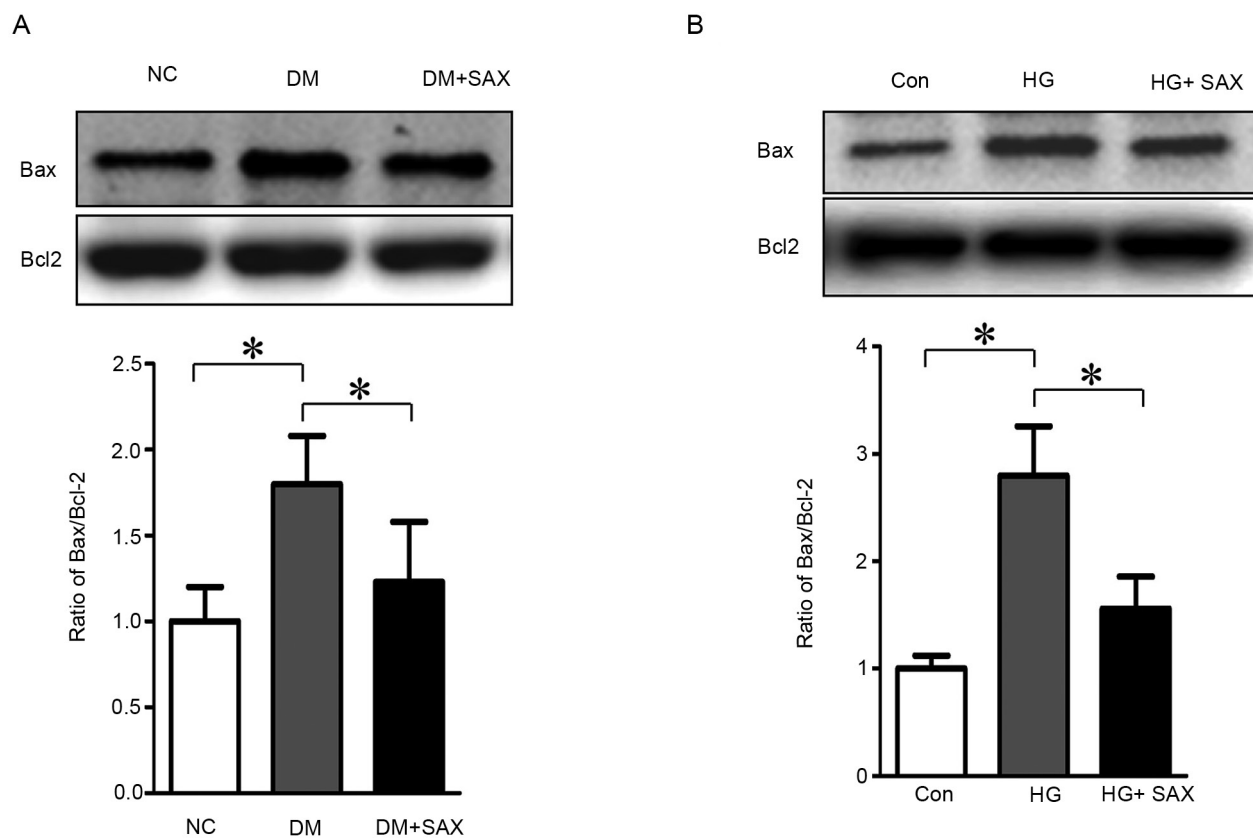 A
NC DM DM+SAX
Bax
Bcl2
*
*
2.5
2.0
1.5
1.0
0.5
0.0
Ratio of Bax/Bcl-2
NC DM DM+SAX
B
Con HG HG+ SAX
Bax
Bcl2
*
*
4
3
2
1
0
Ratio of Bax/Bcl-2
Con HG HG+ SAX